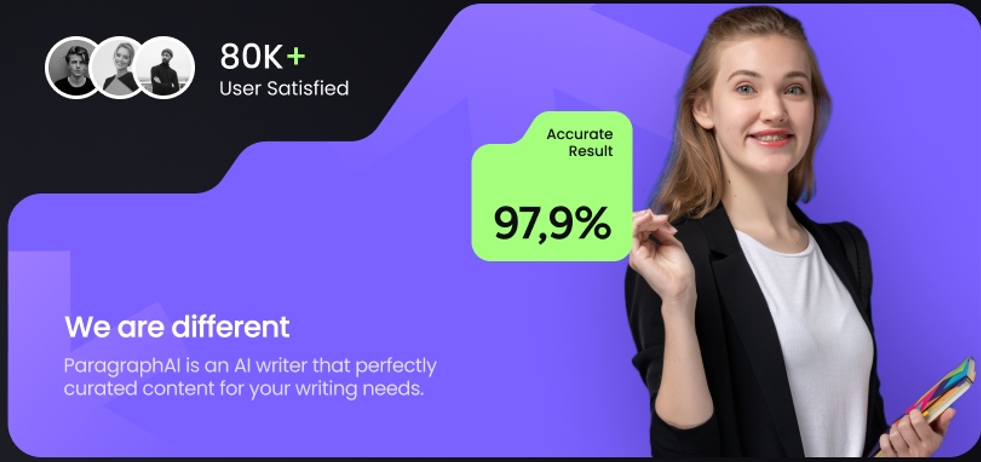 80K+
User Satisfied
Accurate
Result
97,9%
We are different
ParagraphAI is an AI writer that perfectly
curated content for your writing needs.